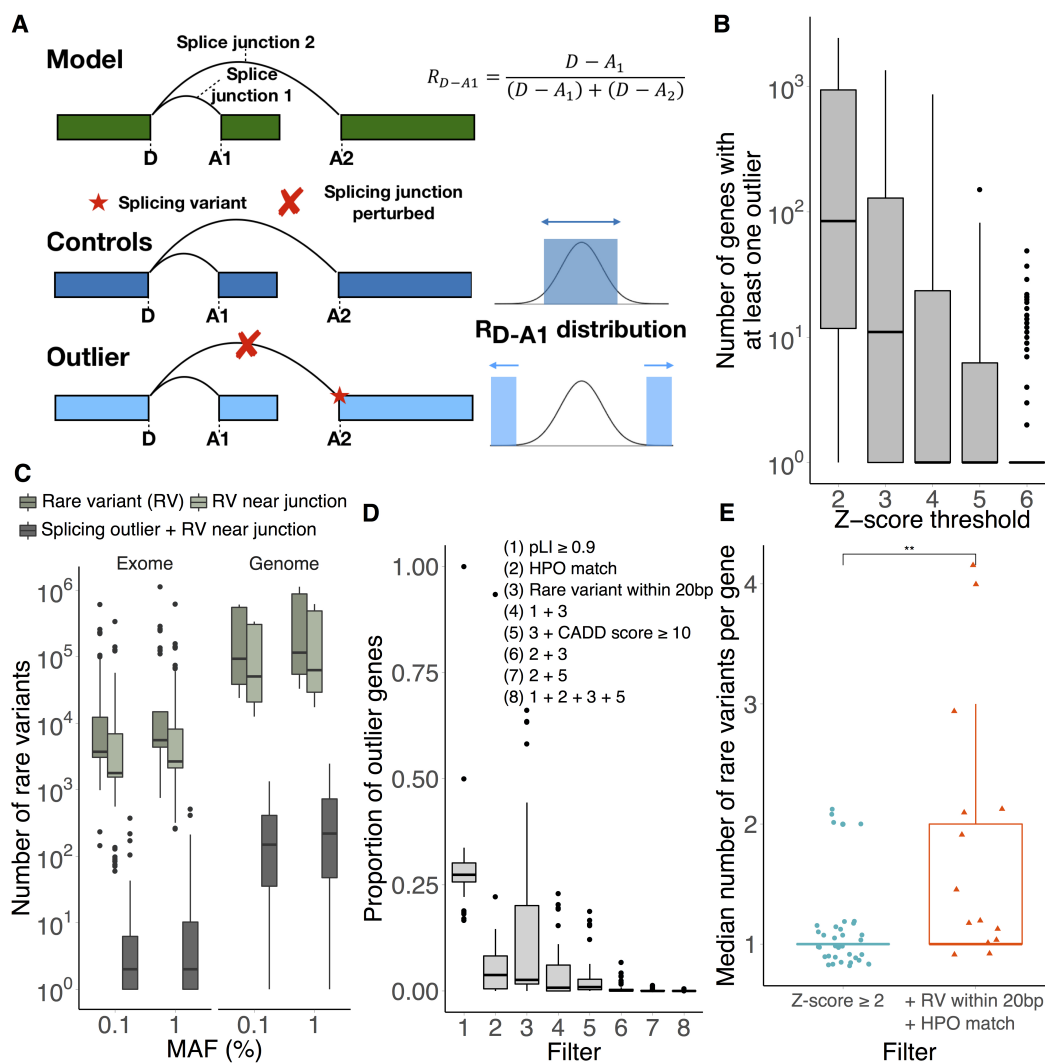 A
Model
Splice junction 2
Splice
junction 1
D
A1
A2
R_{D−A1} = \frac{D − A_1}{(D − A_1) + (D − A_2)}
Splicing variant
Splicing junction
perturbed
Controls
D
A1
A2
R_{D-A1} distribution
Outlier
D
A1
A2
B
Number of genes with
at least one outlier
10^3
10^2
10^1
10^0
2 3 4 5 6
Z-score threshold
C
Rare variant (RV)
RV near junction
Splicing outlier + RV near junction
Exome
Genome
Number of rare variants
10^6
10^5
10^4
10^3
10^2
10^1
10^0
0.1 1 0.1 1
MAF (%)
D
(1) pLI ≥ 0.9
(2) HPO match
(3) Rare variant within 20bp
(4) 1 + 3
(5) 3 + CADD score ≥ 10
(6) 2 + 3
(7) 2 + 5
(8) 1 + 2 + 3 + 5
Proportion of outlier genes
1.00
0.75
0.50
0.25
0.00
1 2 3 4 5 6 7 8
Filter
E
**
Median number of rare variants per gene
4
3
2
1
Z-score ≥ 2
+ RV within 20bp
+ HPO match
Filter